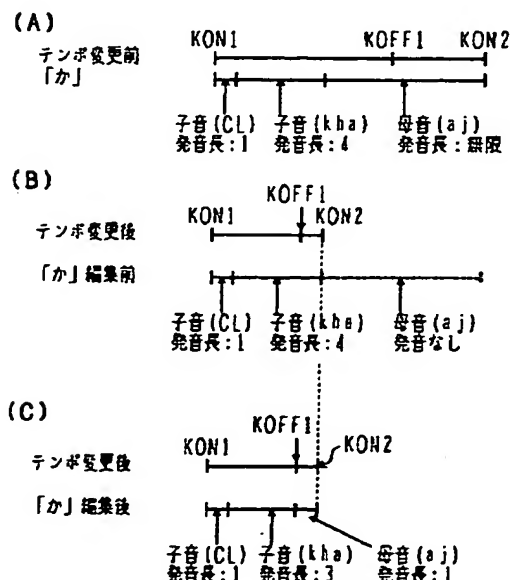 (A)
KON1 KOFF1 KON2
テンポ変更前
「か」
子音(CL) 子音(kha) 母音(aj)
発音長:1 発音長:4 発音長:無限
(B)
KOFF1
KON1 KON2
テンポ変更後
「か」編集前
子音(CL) 子音(kha) 母音(aj)
発音長:1 発音長:4 発音なし
(C)
KOFF1
KON1 KON2
テンポ変更後
「か」編集後
子音(CL) 子音(kha) 母音(aj)
発音長:1 発音長:3 発音長:1